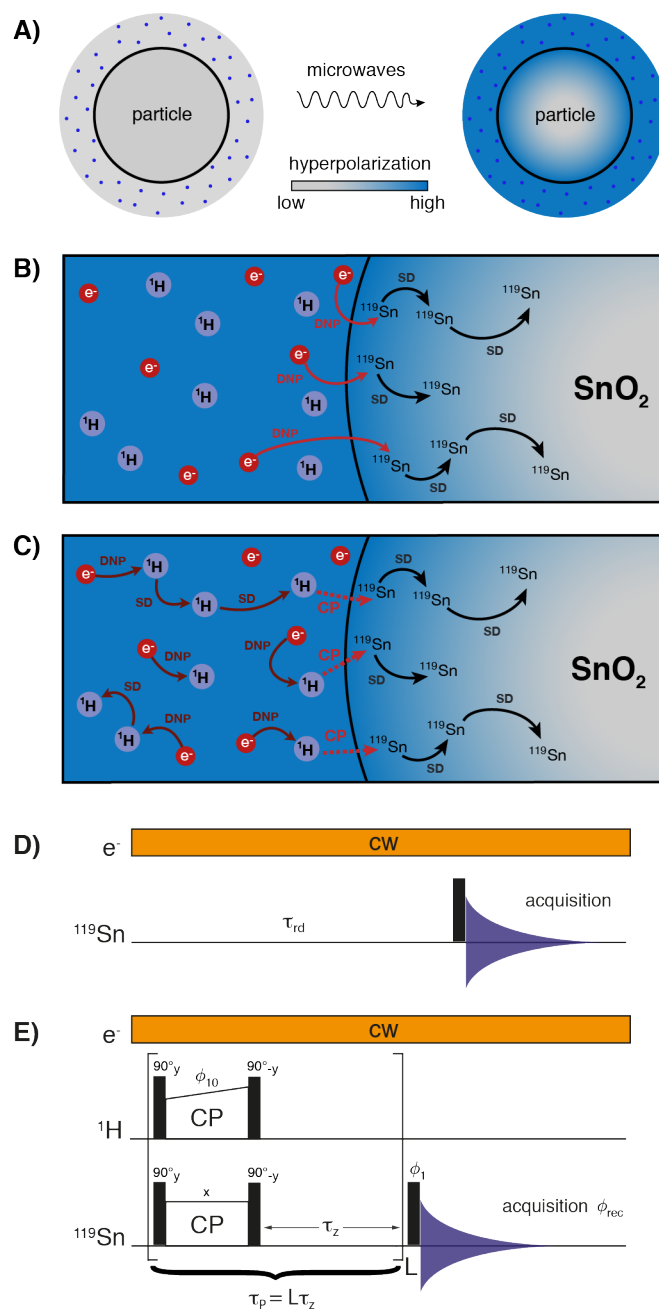 A)
particle
microwaves
particle
hyperpolarization
low
high
B)
e-
1H
e-
1H
e-
SD
119Sn
1H
DNP
119Sn
119Sn
SD
e-
DNP
119Sn
e-
1H
SD
119Sn
SnO2
1H
1H
DNP
SD
1H
e-
e-
1H
119Sn
119Sn
SD
119Sn
C)
e-
DNP
1H
e-
e-
SD
119Sn
SD
1H
SD
1H
CP
119Sn
119Sn
SD
e-
DNP
1H
e-
DNP
CP
1H
119Sn
SD
119Sn
SnO2
1H
SD
1H
DNP
e-
e-
DNP
1H
CP
119Sn
SD
119Sn
SD
119Sn
D)
e-
CW
119Sn
τrd
acquisition
E)
e-
CW
90°y
ϕ10
90°-y
1H
CP
90°y
x
90°-y
ϕ1
119Sn
CP
τz
acquisition ϕrec
L
τp = Lτz